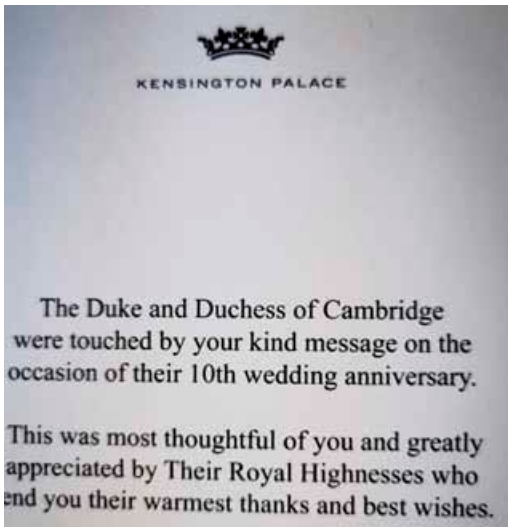 KENSINGTON PALACE
The Duke and Duchess of Cambridge
were touched by your kind message on the
occasion of their 10th wedding anniversary.
This was most thoughtful of you and greatly
appreciated by Their Royal Highnesses who
end you their warmest thanks and best wishes.